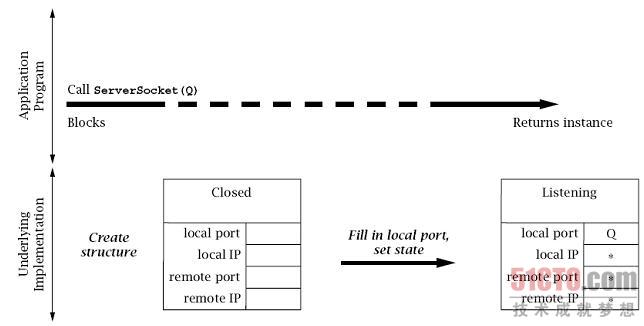 Application
Program
Call ServerSocket(Q)
Blocks
Returns instance
Underlying
Implementation
Create
structure
Closed
local port
local IP
remote port
remote IP
Fill in local port,
set state
Listening
local port Q
local IP *
remote port *
remote IP *
51CTO.com
技术成就梦想